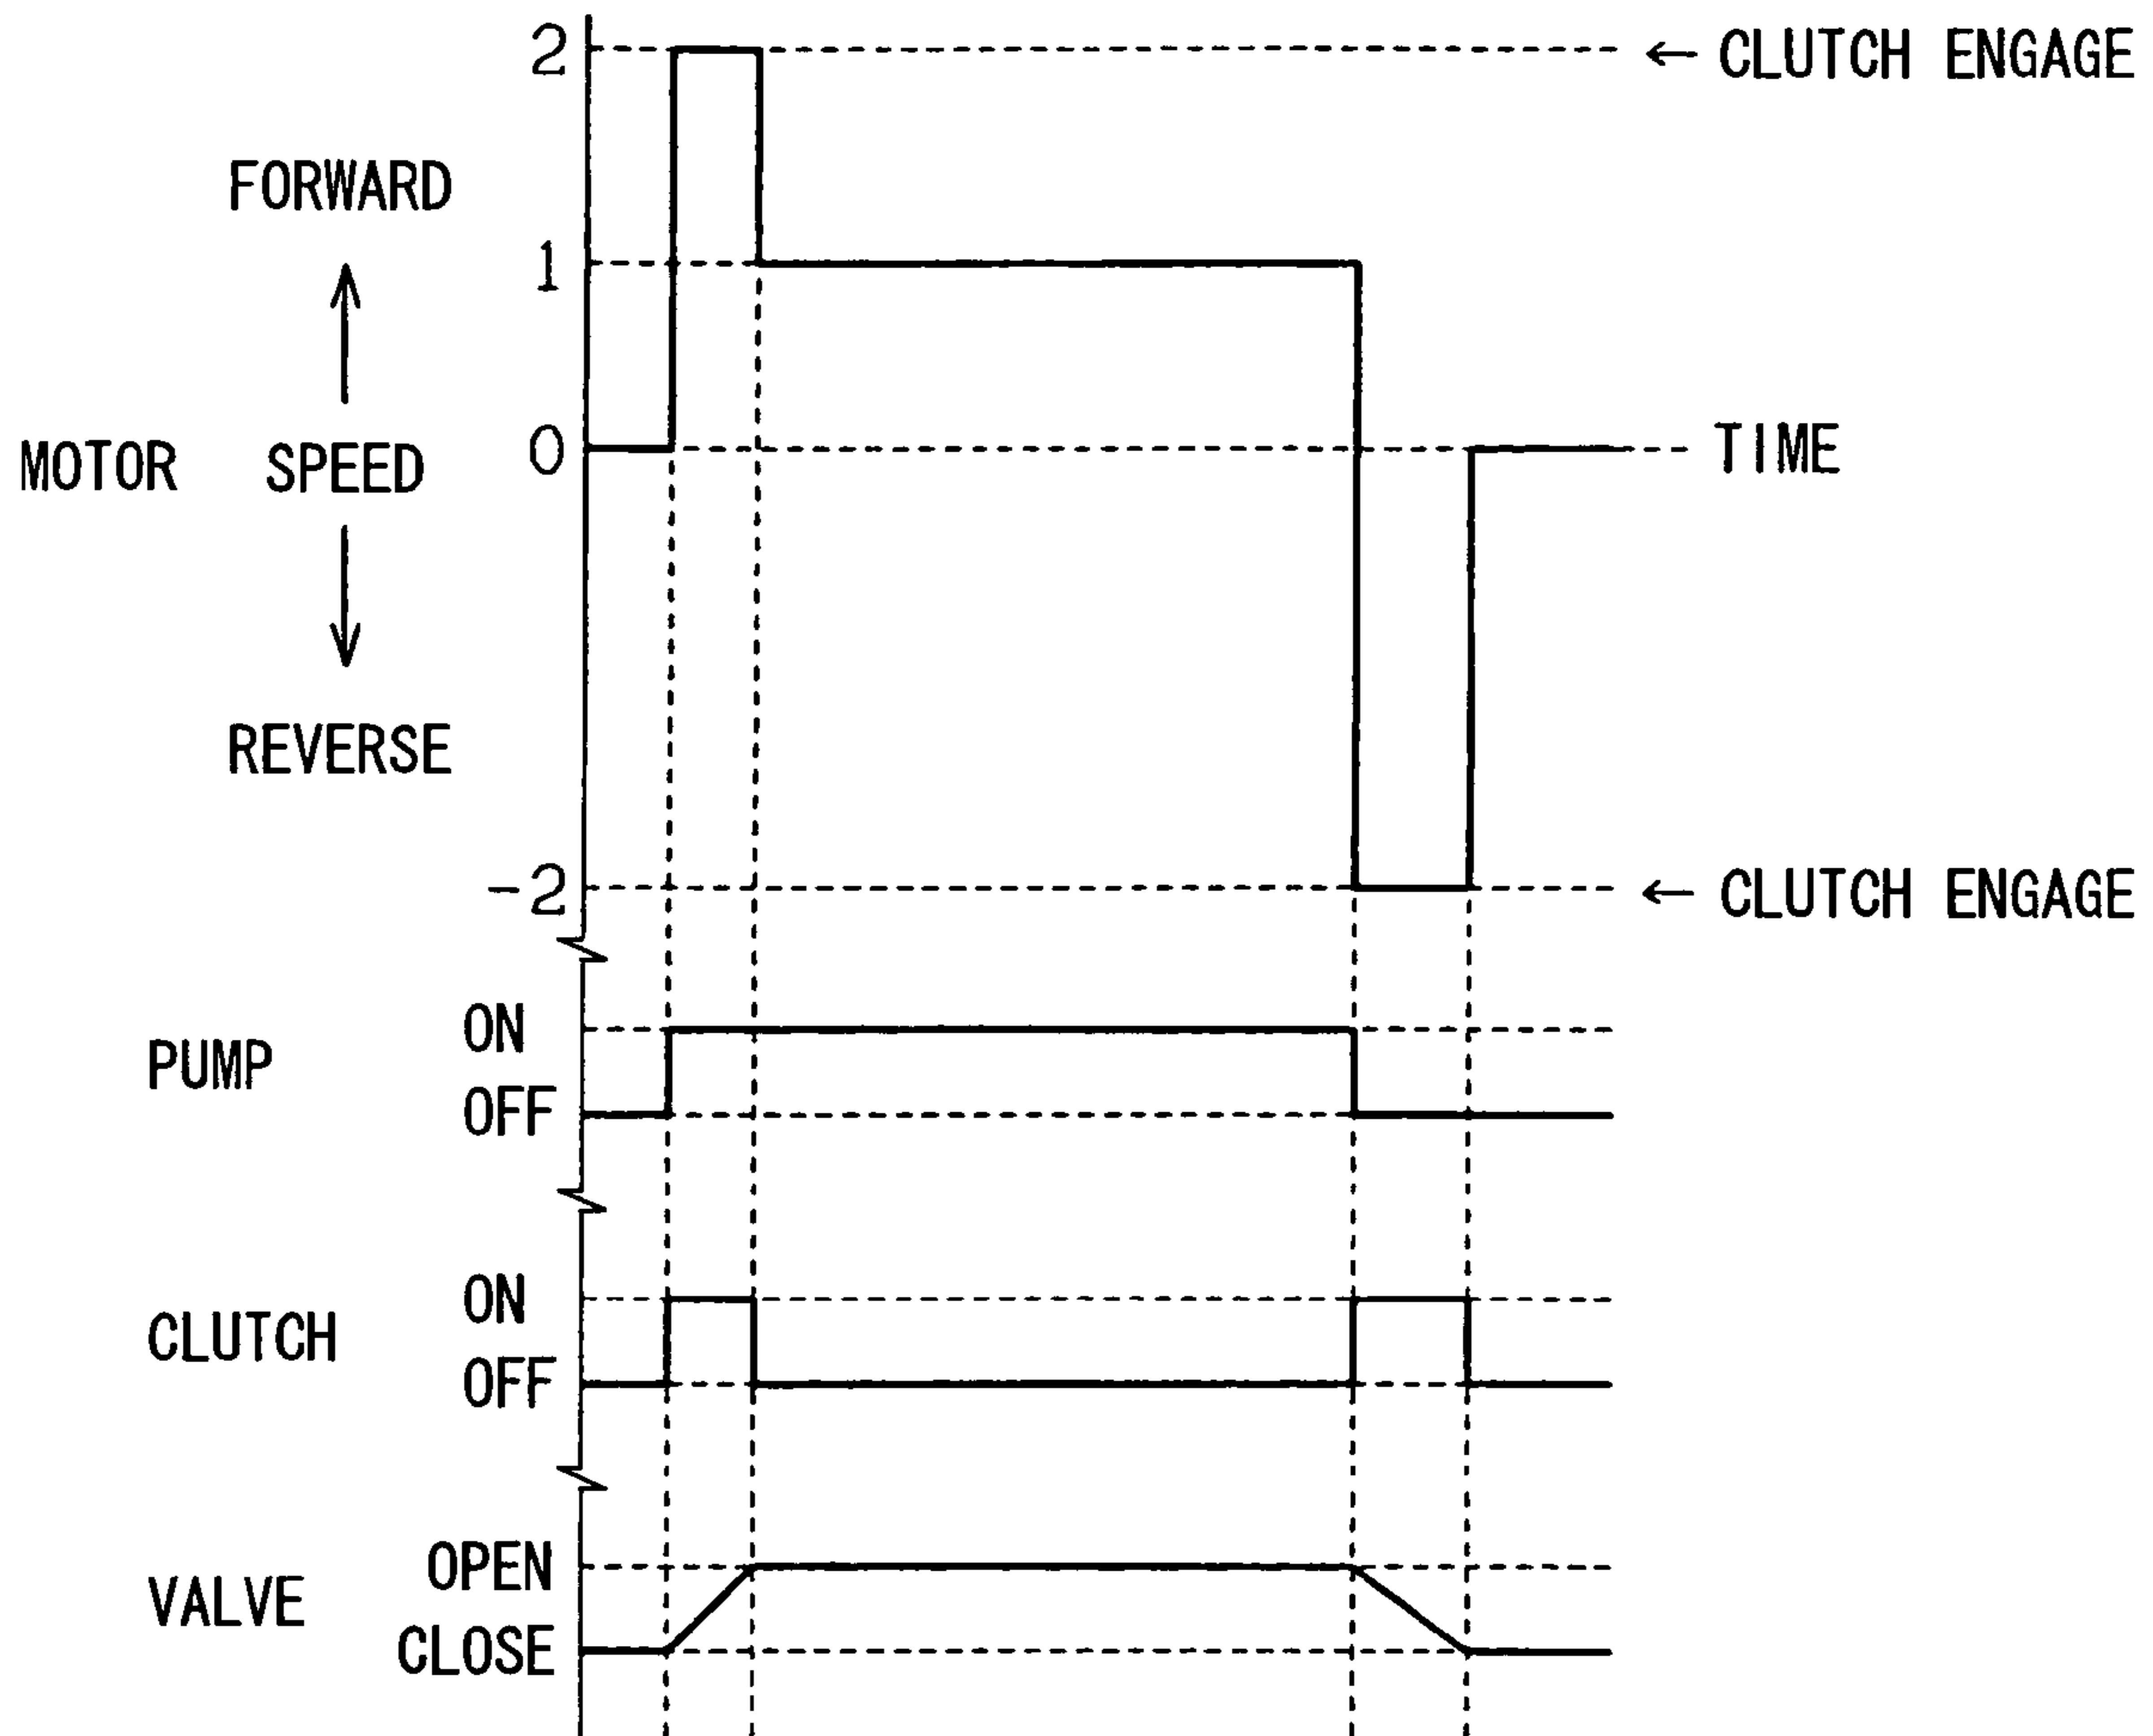 2 ← CLUTCH ENGAGE
FORWARD
1
0 TIME
MOTOR SPEED
REVERSE
-2 ← CLUTCH ENGAGE
ON
PUMP
OFF
ON
CLUTCH
OFF
OPEN
VALVE
CLOSE